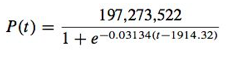 P(t) = 197,273,522 / 1 + e^−0.03134(t−1914.32)